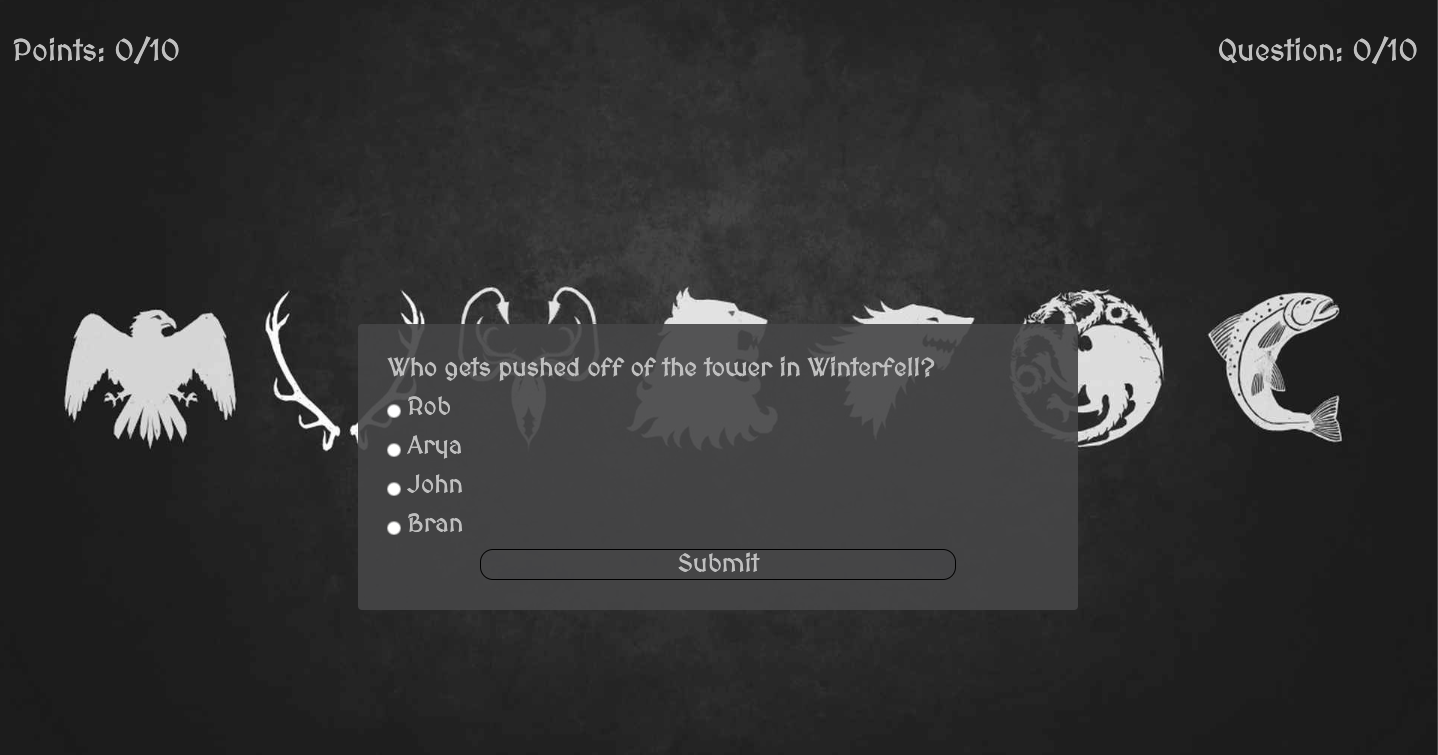 Points: 0/10
Question: 0/10
Who gets pushed off of the tower in Winterfell?
Rob
Arya
John
Bran
Submit